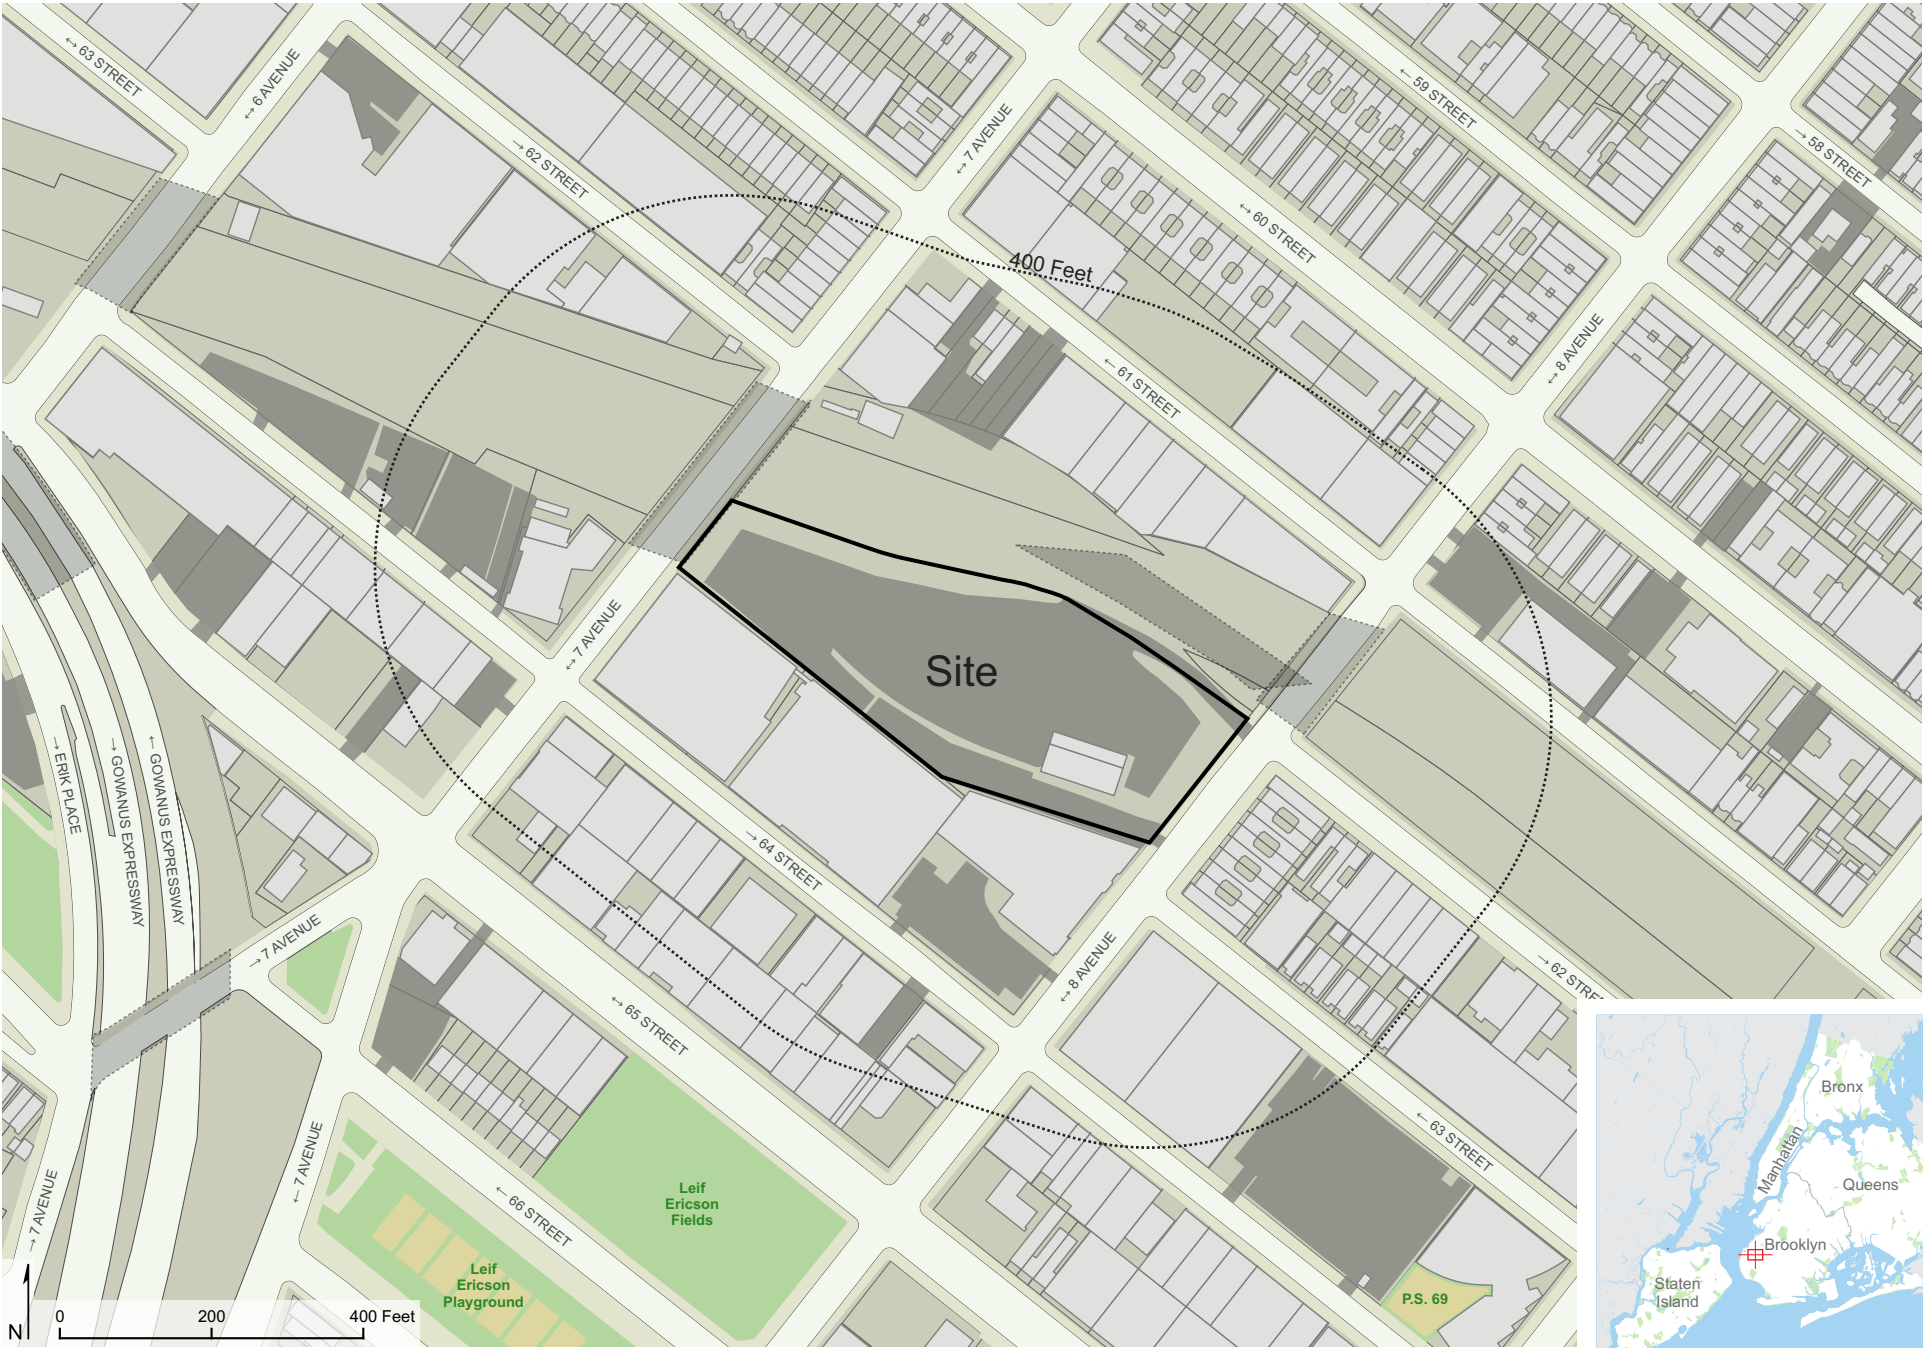 ↔ 63 STREET
↔ 6 AVENUE
→ 62 STREET
↔ 7 AVENUE
← 59 STREET
→ 58 STREET
↔ 60 STREET
400 Feet
↔ 8 AVENUE
← 61 STREET
Site
↔ 7 AVENUE
→ ERIK PLACE
→ GOWANUS EXPRESSWAY
← GOWANUS EXPRESSWAY
→ 64 STREET
→ 7 AVENUE
↔ 8 AVENUE
→ 62 STREE
↔ 65 STREET
← 63 STREET
← 7 AVENUE
→ 7 AVENUE
← 66 STREET
Leif
Ericson
Fields
Leif
Ericson
Playground
P.S. 69
N
0 200 400 Feet
Bronx
Manhattan
Queens
Brooklyn
Staten
Island